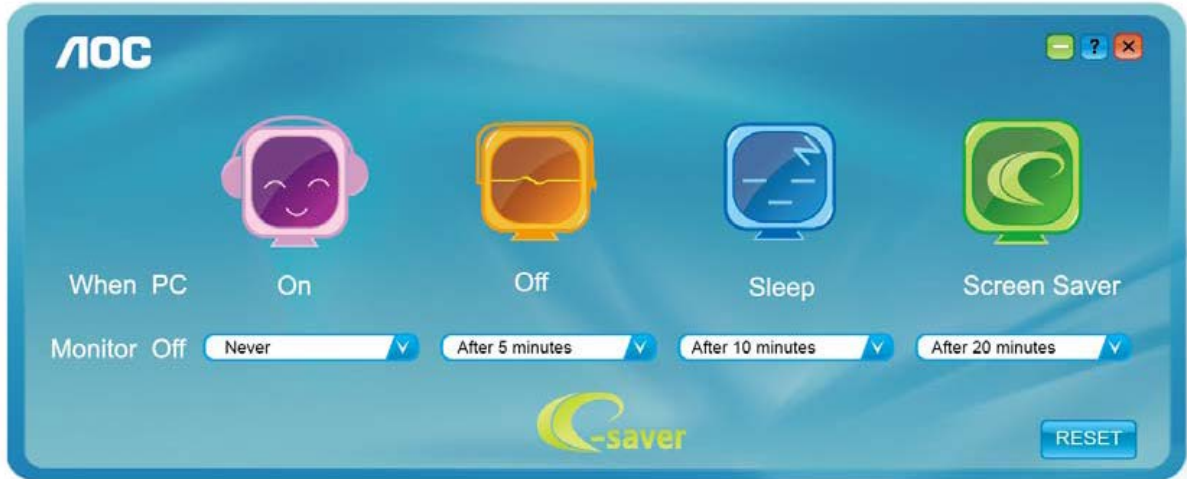 AOC
?
Z
When PC On Off Sleep Screen Saver
Monitor Off Never After 5 minutes After 10 minutes After 20 minutes
e-saver
RESET